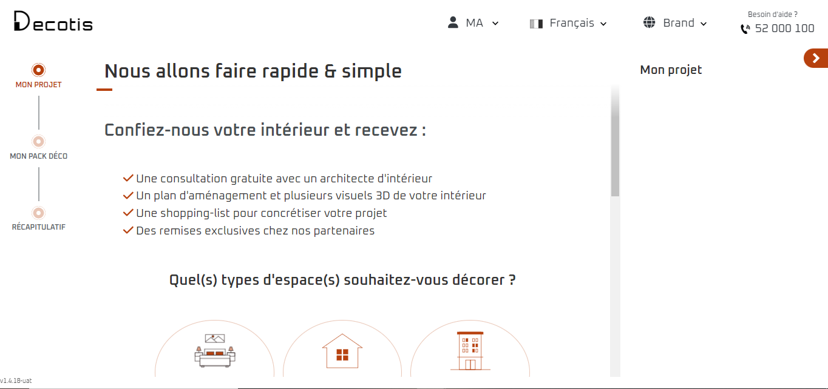 Decotis
MA
Français
Brand
Besoin d'aide ?
52 000 100
MON PROJET
MON PACK DÉCO
RÉCAPITULATIF
Nous allons faire rapide & simple
Confiez-nous votre intérieur et recevez :
Une consultation gratuite avec un architecte d'intérieur
Un plan d'aménagement et plusieurs visuels 3D de votre intérieur
Une shopping-list pour concrétiser votre projet
Des remises exclusives chez nos partenaires
Quel(s) types d'espace(s) souhaitez-vous décorer ?
Mon projet
v1.4.18-uat